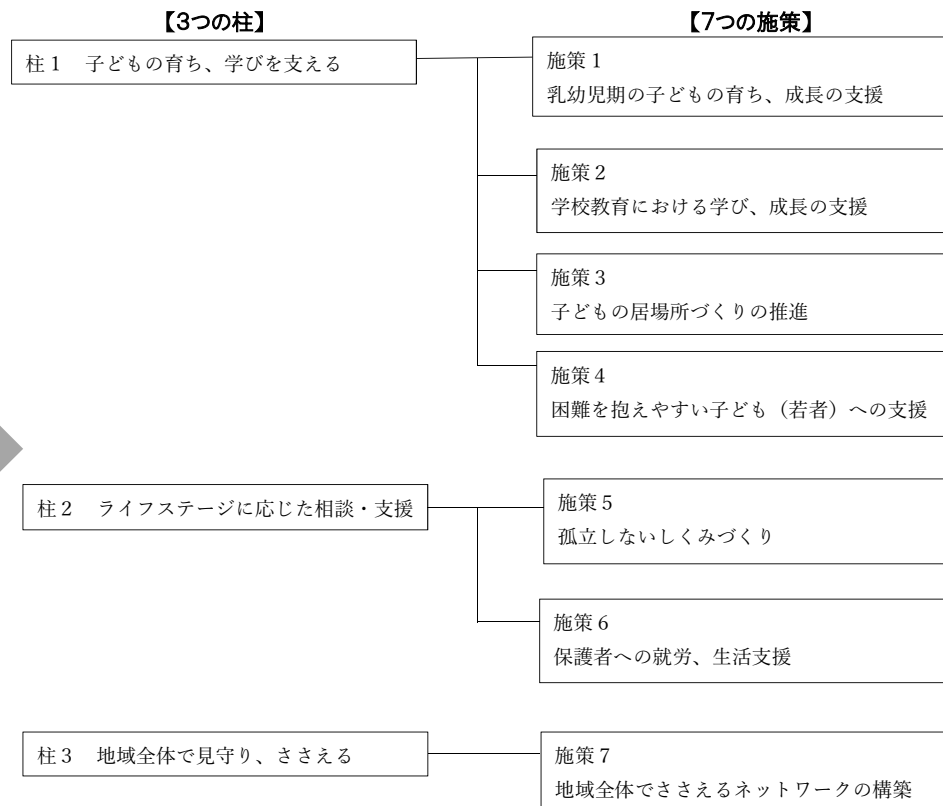 【3つの柱】
【7つの施策】
柱１　子どもの育ち、学びを支える
施策１
乳幼児期の子どもの育ち、成長の支援
施策２
学校教育における学び、成長の支援
施策３
子どもの居場所づくりの推進
施策４
困難を抱えやすい子ども（若者）への支援
柱２　ライフステージに応じた相談・支援
施策５
孤立しないしくみづくり
施策６
保護者への就労、生活支援
柱３　地域全体で見守り、ささえる
施策７
地域全体でささえるネットワークの構築